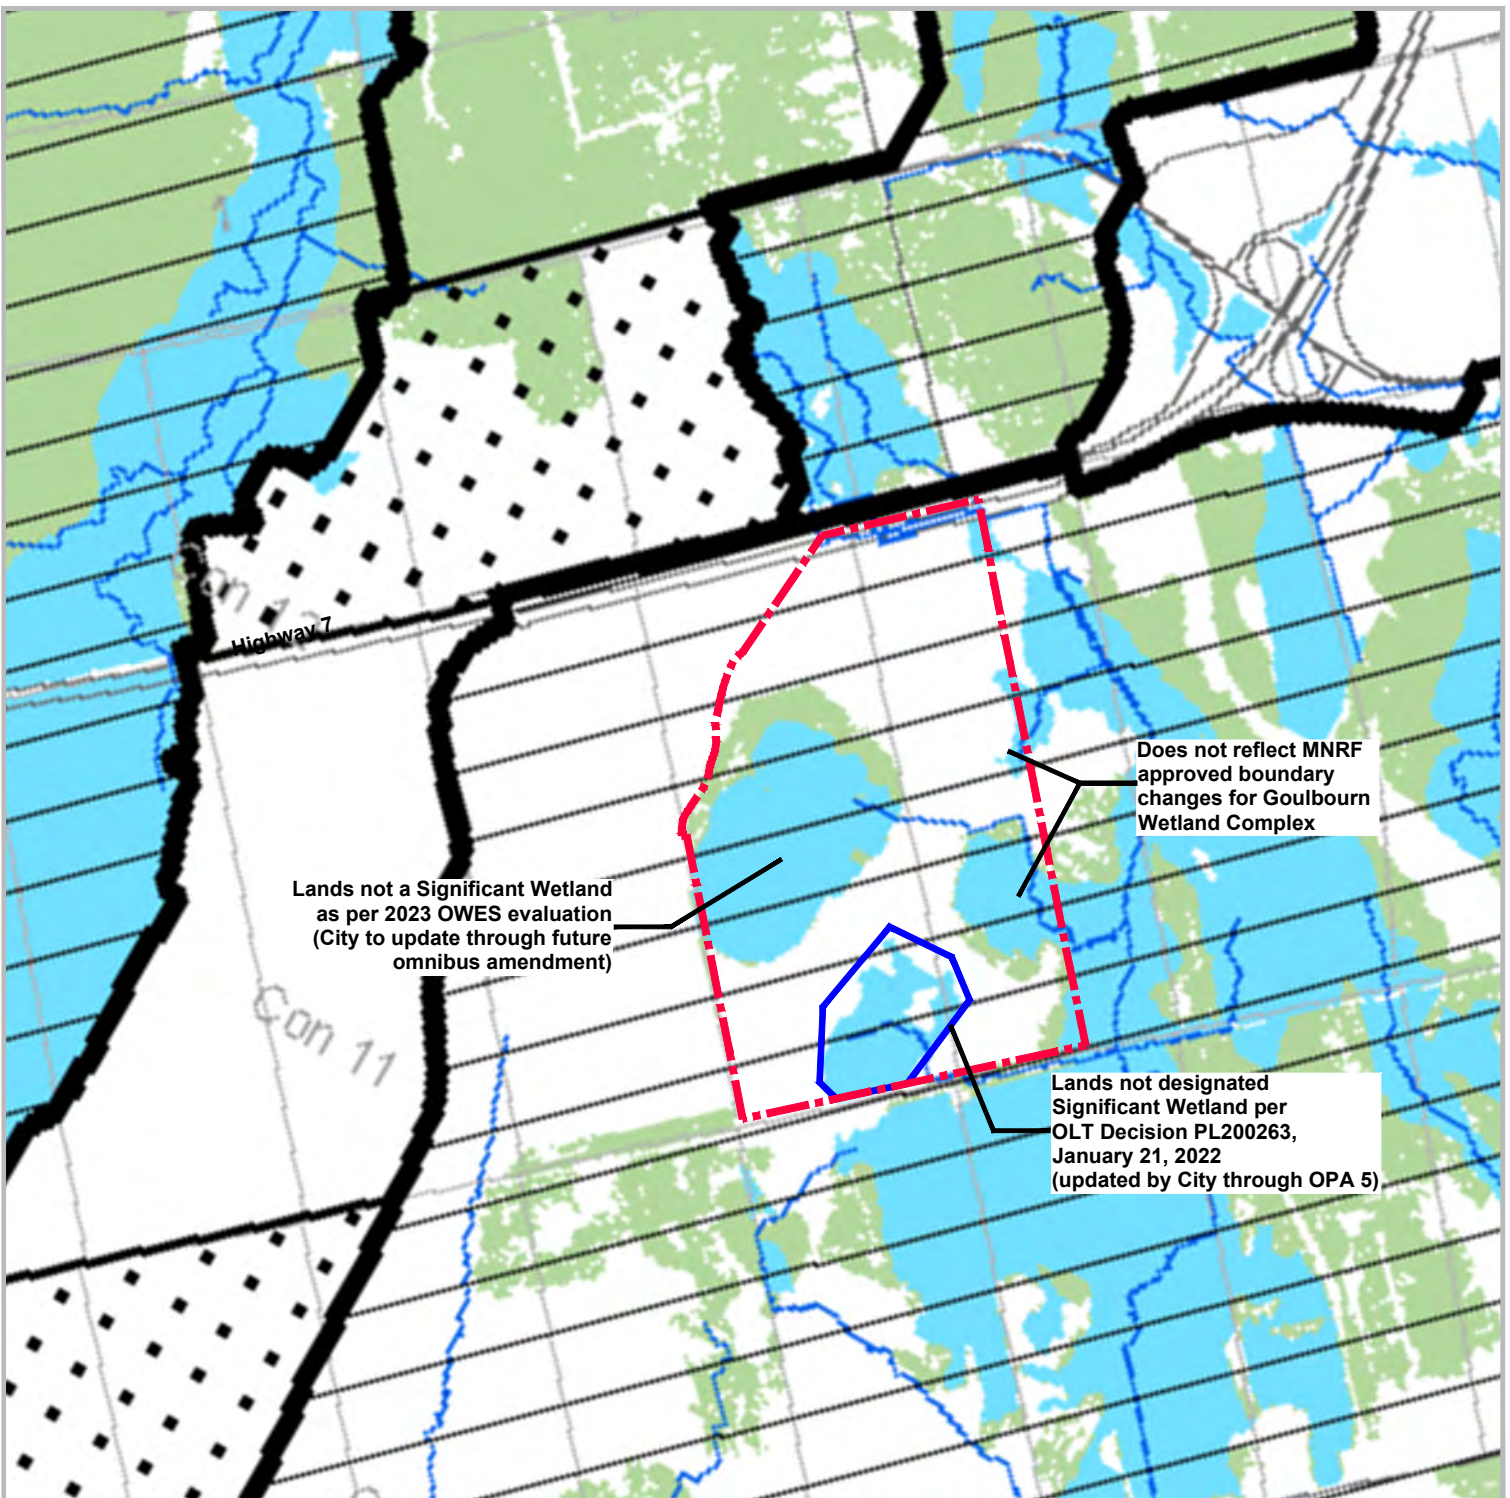 Highway 7
Does not reflect MNRF
approved boundary
changes for Goulbourn
Wetland Complex
Lands not a Significant Wetland
as per 2023 OWES evaluation
(City to update through future
omnibus amendment)
Con 11
Lands not designated
Significant Wetland per
OLT Decision PL200263,
January 21, 2022
(updated by City through OPA 5)